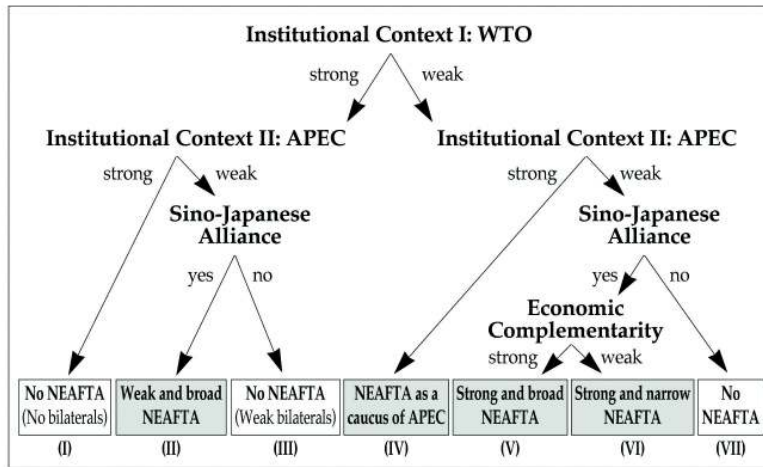 Institutional Context I: WTO
strong weak
Institutional Context II: APEC Institutional Context II: APEC
strong weak strong weak
Sino-Japanese
Alliance
Sino-Japanese
Alliance
yes no yes no
Economic
Complementarity
strong weak
No NEAFTA
(No bilaterals)
Weak and broad
NEAFTA
No NEAFTA
(Weak bilaterals)
NEAFTA as a
caucus of APEC
Strong and broad
NEAFTA
Strong and narrow
NEAFTA
No
NEAFTA
(I) (II) (III) (IV) (V) (VI) (VII)